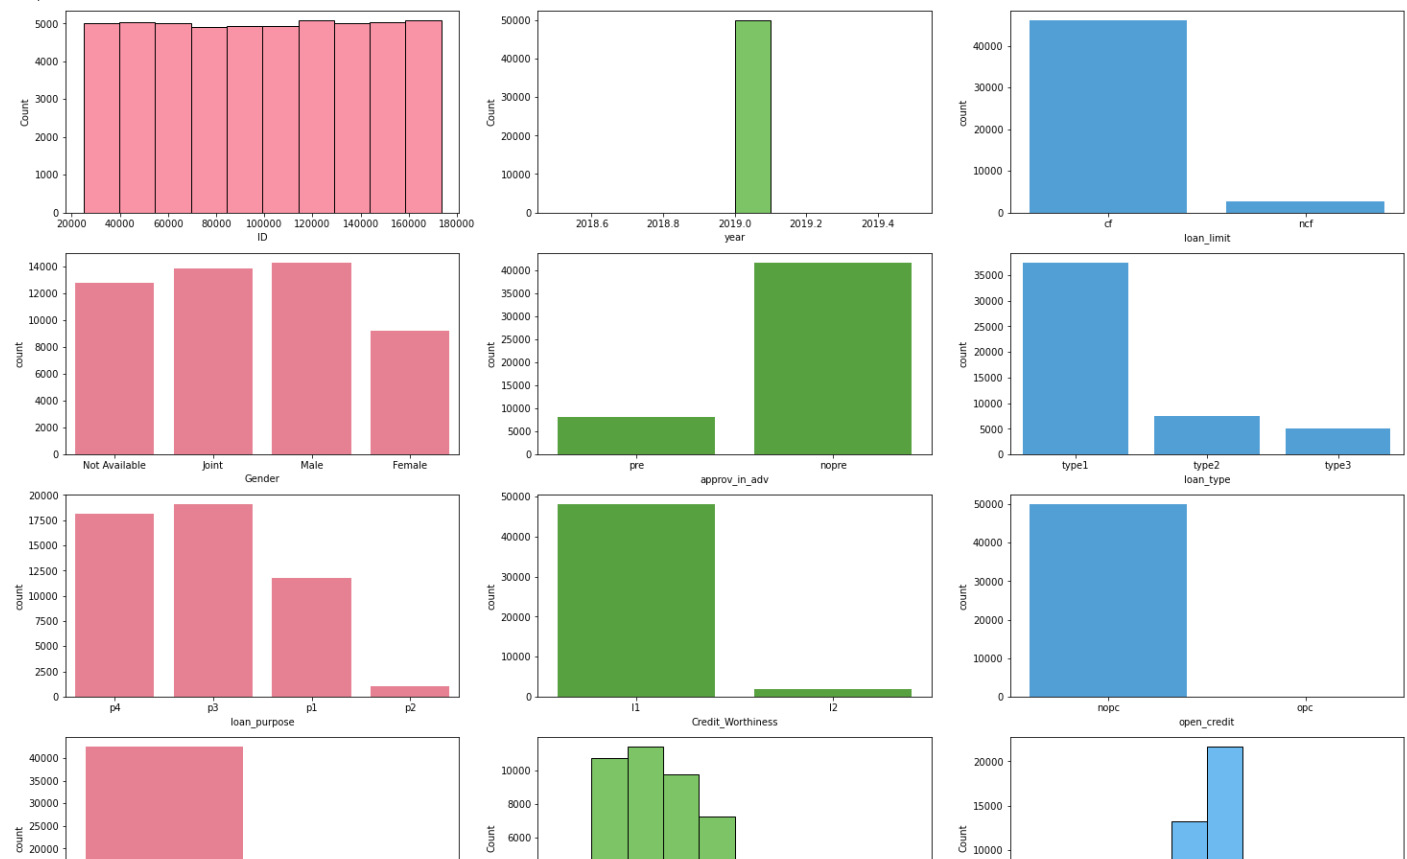 5000
4000
3000
2000
1000
0
Count
20000 40000 60000 80000 100000 120000 140000 160000 180000
ID
50000
40000
30000
20000
10000
0
Count
2018.6 2018.8 2019.0 2019.2 2019.4
year
40000
30000
20000
10000
0
count
cf ncf
loan_limit
14000
12000
10000
8000
6000
4000
2000
0
count
Not Available Joint Male Female
Gender
40000
35000
30000
25000
20000
15000
10000
5000
0
count
pre nopre
approv_in_adv
35000
30000
25000
20000
15000
10000
5000
0
count
type1 type2 type3
loan_type
20000
17500
15000
12500
10000
7500
5000
2500
0
count
p4 p3 p1 p2
loan_purpose
50000
40000
30000
20000
10000
0
count
l1 l2
Credit_Worthiness
50000
40000
30000
20000
10000
0
count
nopc opc
open_credit
40000
35000
30000
25000
20000
count
10000
8000
6000
Count
20000
15000
10000
Count